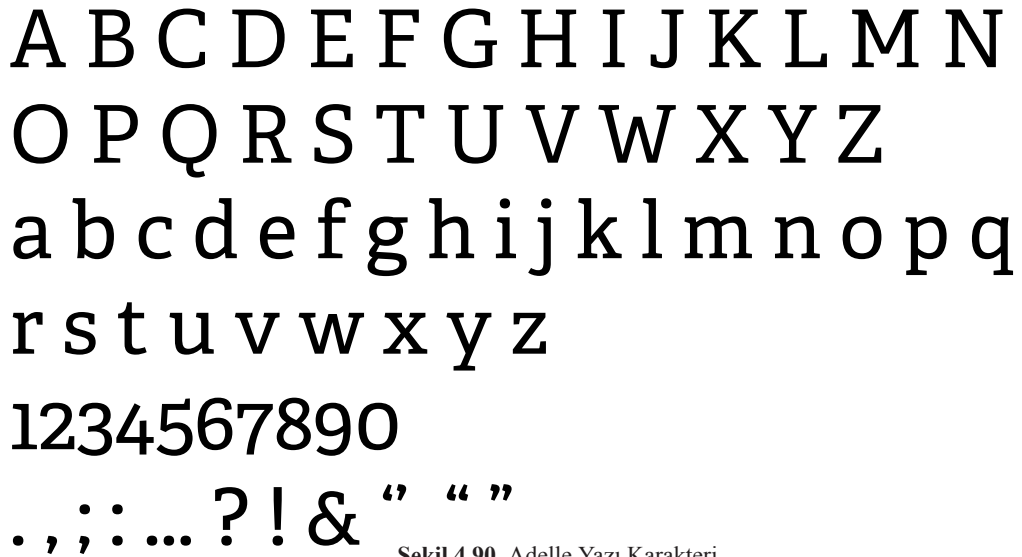 A B C D E F G H I J K L M N
O P Q R S T U V W X Y Z
a b c d e f g h i j k l m n o p q
r s t u v w x y z
1234567890
. , ; : ... ? ! & ‘’ “ ”
Şekil 4.90. Adelle Yazı Karakteri